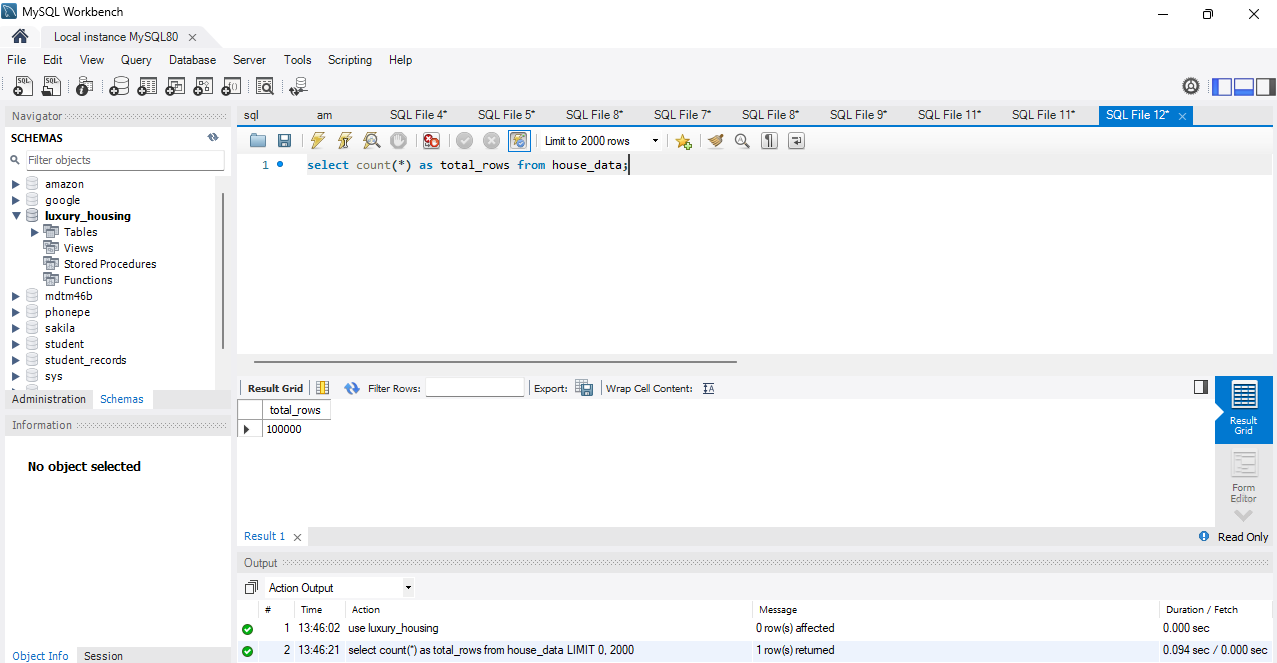 MySQL Workbench
Local instance MySQL80
File Edit View Query Database Server Tools Scripting Help
Navigator
SCHEMAS
Filter objects
amazon
google
luxury_housing
Tables
Views
Stored Procedures
Functions
mdtm46b
phonepe
sakila
student
student_records
sys
Administration Schemas
Information
No object selected
Object Info Session
sql am SQL File 4* SQL File 5* SQL File 8* SQL File 7* SQL File 8* SQL File 9* SQL File 11* SQL File 11* SQL File 12*
Limit to 2000 rows
1 select count(*) as total_rows from house_data;
Result Grid Filter Rows: Export: Wrap Cell Content:
total_rows
100000
Result Grid
Form Editor
Result 1
Read Only
Output
Action Output
# Time Action Message Duration / Fetch
1 13:46:02 use luxury_housing 0 row(s) affected 0.000 sec
2 13:46:21 select count(*) as total_rows from house_data LIMIT 0, 2000 1 row(s) returned 0.094 sec / 0.000 sec